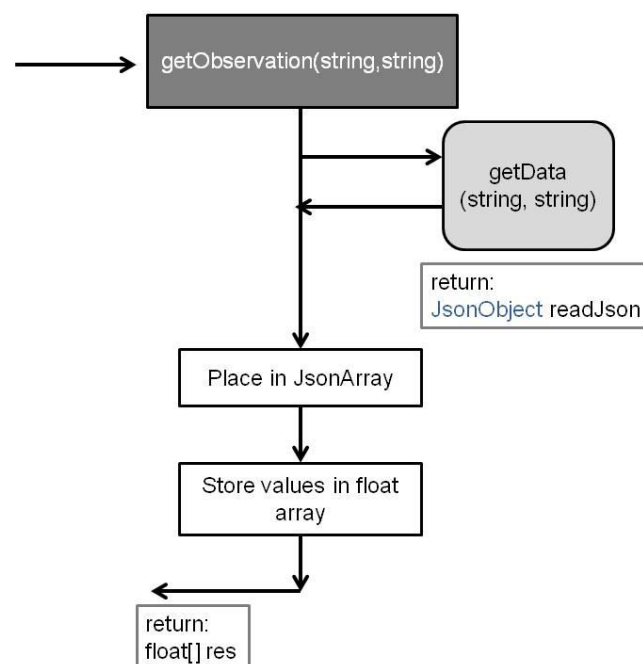 getObservation(string,string)
getData
(string, string)
return:
JsonObject readJson
Place in JsonArray
Store values in float
array
return:
float[] res